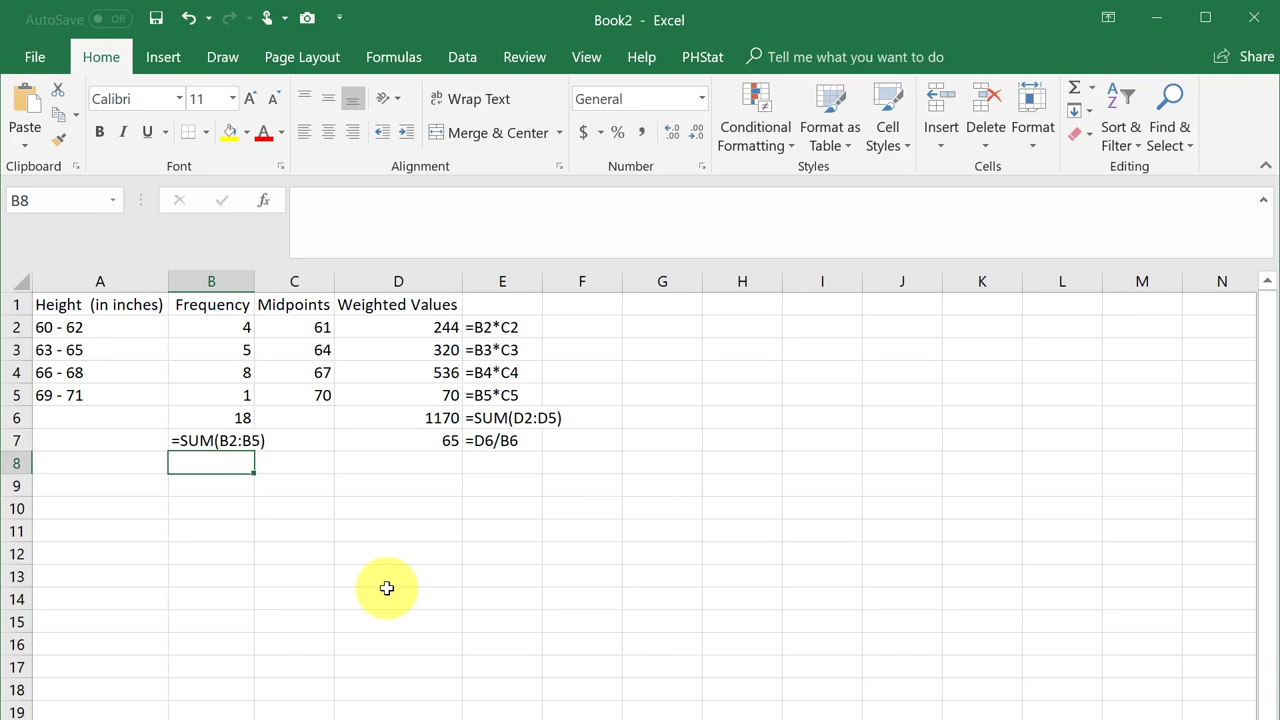 AutoSave Off Book2 - Excel
File Home Insert Draw Page Layout Formulas Data Review View Help PHStat Tell me what you want to do Share
Paste Calibri 11 A A Wrap Text General Conditional Formatting Format as Table Cell Styles Insert Delete Format Sort & Filter Find & Select
B I U A Merge & Center $ % ,
Clipboard Font Alignment Number Styles Cells Editing
B8 fx
A B C D E F G H I J K L M N
1 Height (in inches) Frequency Midpoints Weighted Values
2 60 - 62 4 61 244 =B2*C2
3 63 - 65 5 64 320 =B3*C3
4 66 - 68 8 67 536 =B4*C4
5 69 - 71 1 70 70 =B5*C5
6 18 1170 =SUM(D2:D5)
7 =SUM(B2:B5) 65 =D6/B6
8
9
10
11
12
13
14
15
16
17
18
19